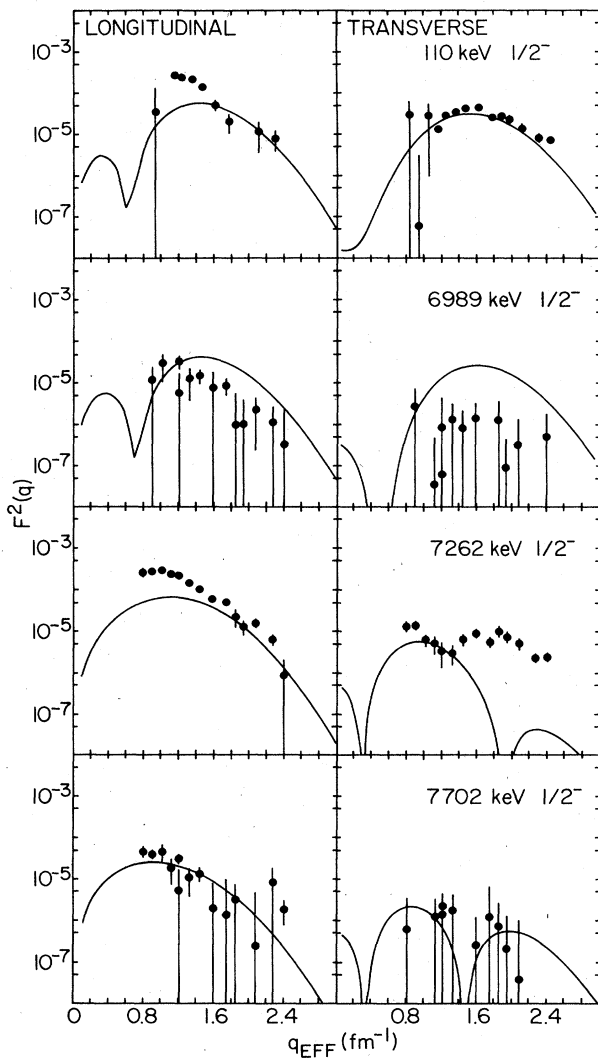 LONGITUDINAL
TRANSVERSE
110 keV 1/2⁻
10⁻³
10⁻⁵
10⁻⁷
6989 keV 1/2⁻
10⁻³
10⁻⁵
10⁻⁷
F²(q)
7262 keV 1/2⁻
10⁻³
10⁻⁵
10⁻⁷
7702 keV 1/2⁻
10⁻³
10⁻⁵
10⁻⁷
0 0.8 1.6 2.4 0.8 1.6 2.4
qEFF (fm⁻¹)